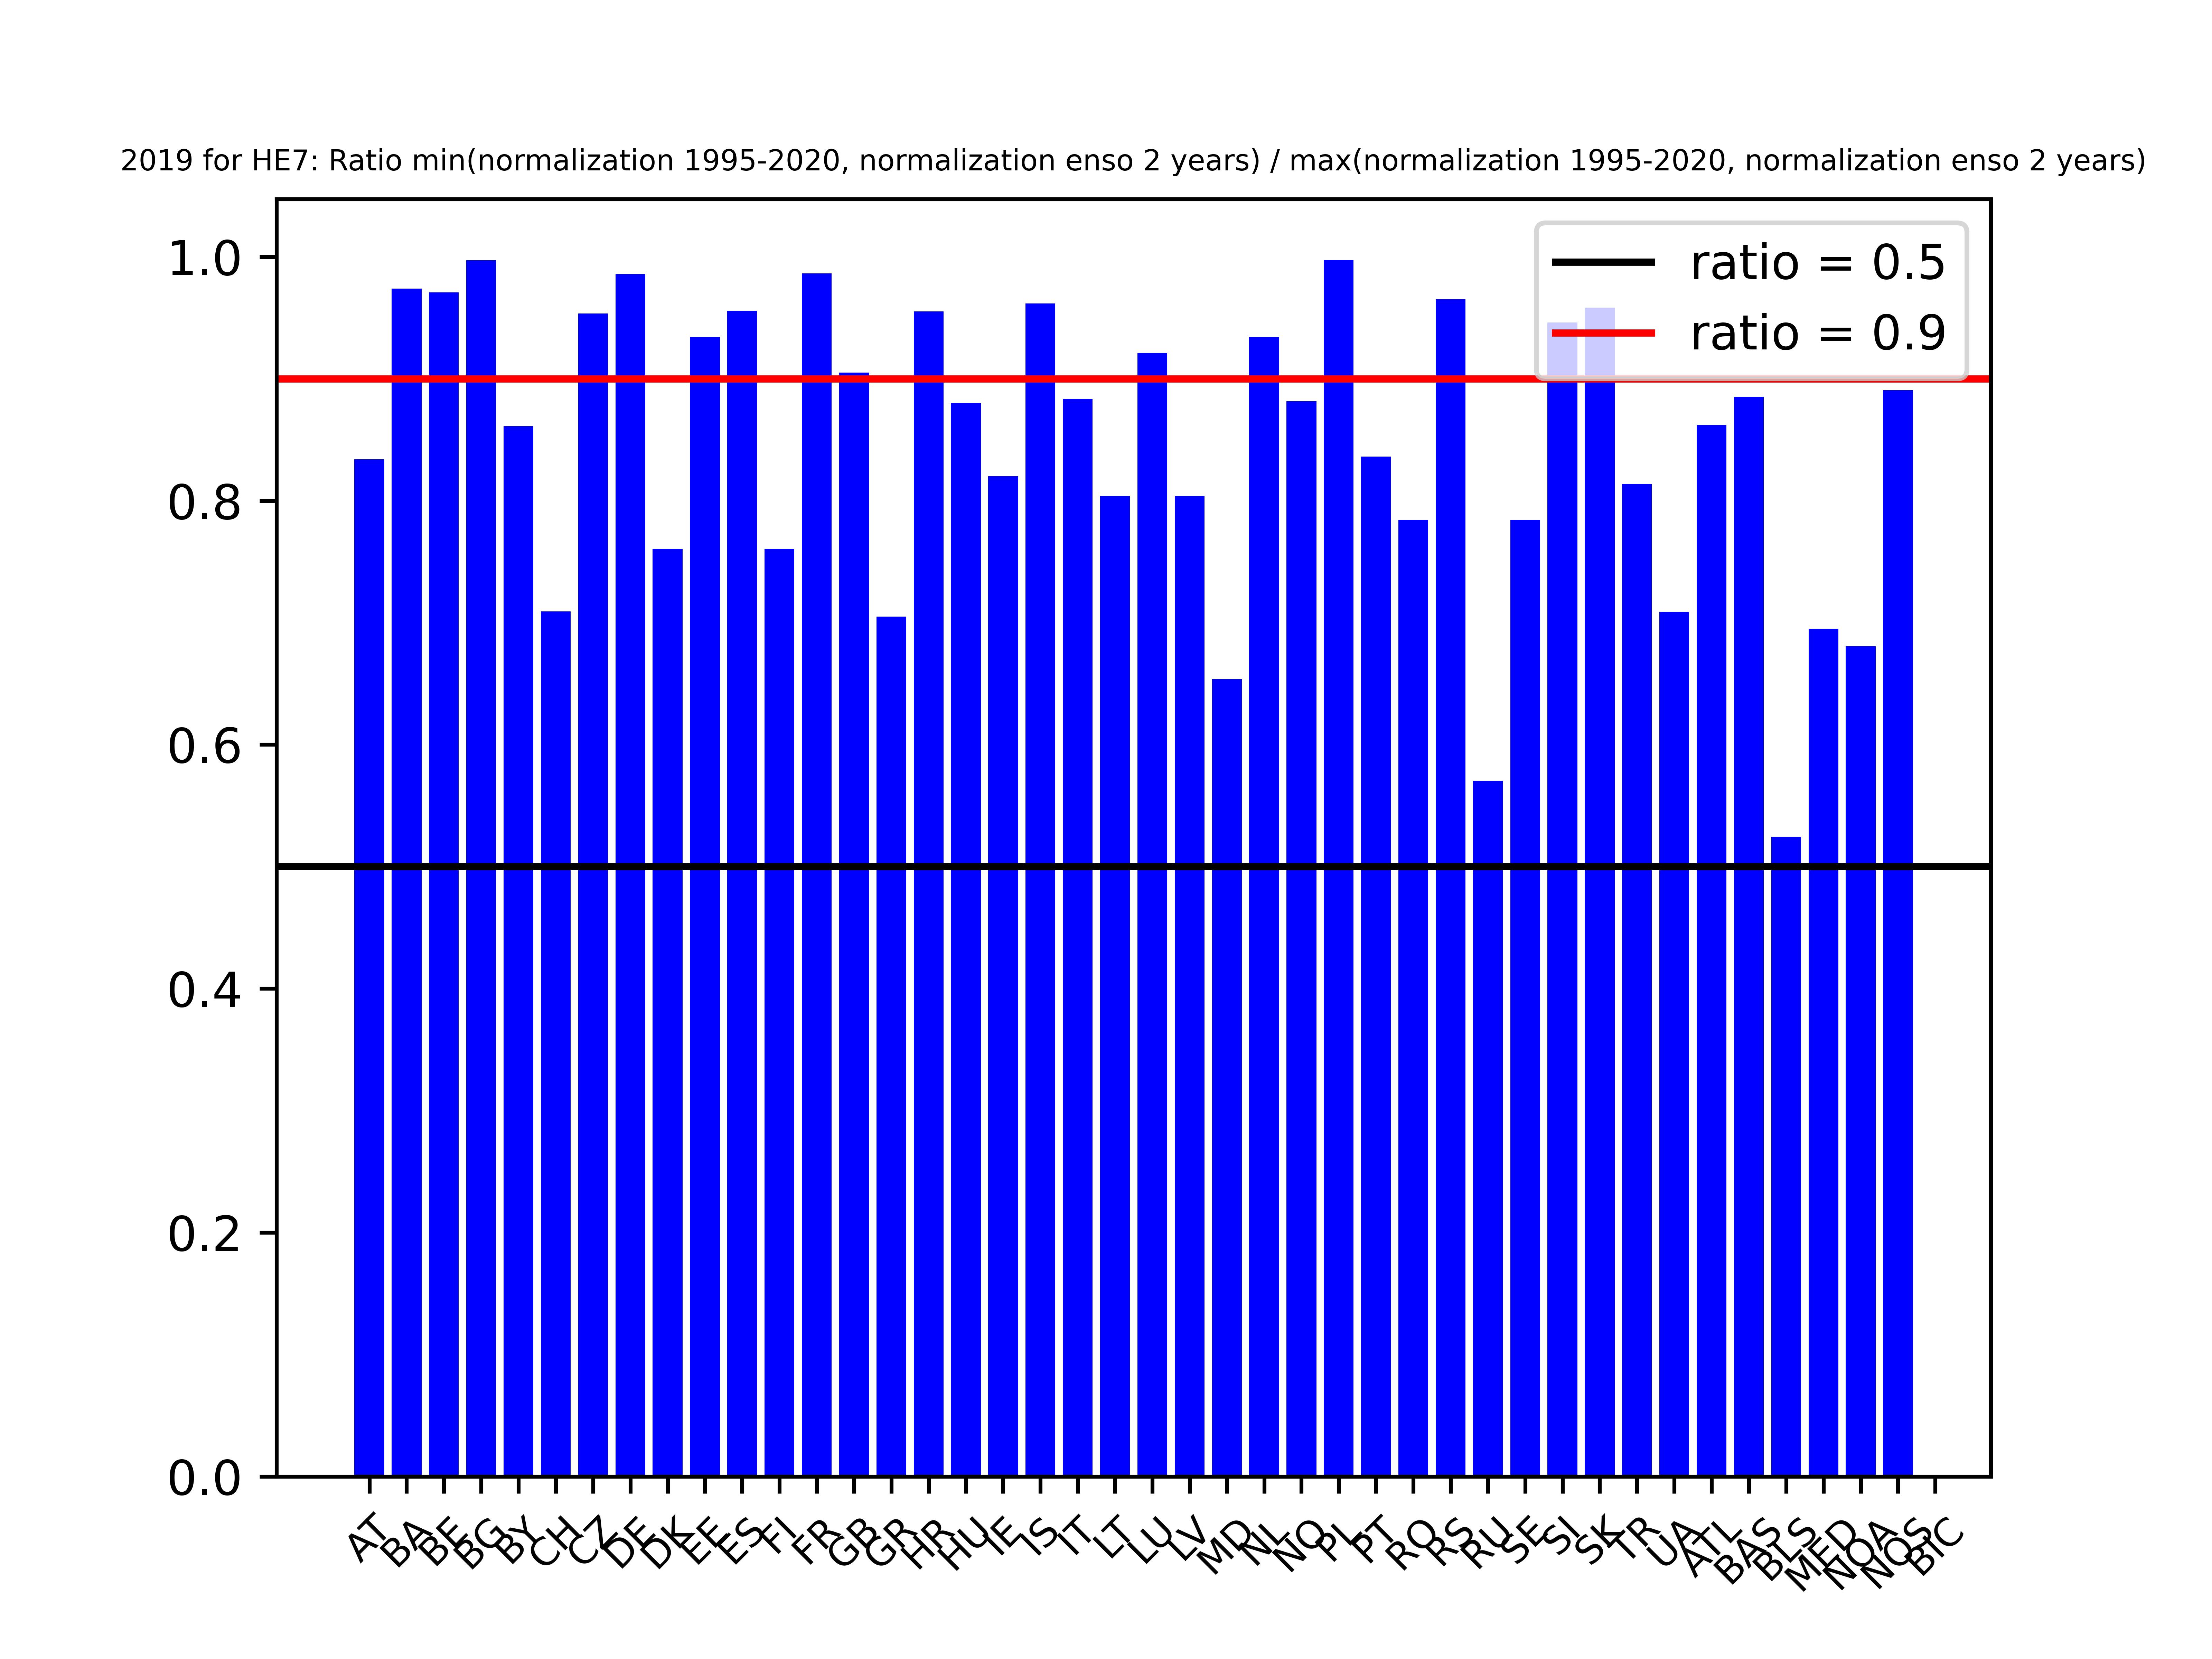 2019 for HE7: Ratio min(normalization 1995-2020, normalization enso 2 years) / max(normalization 1995-2020, normalization enso 2 years)
ratio = 0.5
ratio = 0.9
1.0
0.8
0.6
0.4
0.2
0.0
AT BA BE BG BY CH CZ DE DK EE ES FI FR GB GR HR HU IE IS IT LT LU LV MD NL NO PL PT RO RS RU SE SI SK TR UA ATL BAS BLS MED NOA NOS BIC